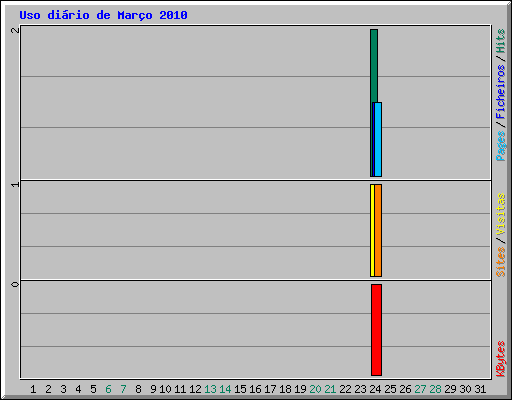 Uso diário de Março 2010
2
1
0
Pages / Ficheiros / Hits
Sites / Visitas
KBytes
1 2 3 4 5 6 7 8 9 10 11 12 13 14 15 16 17 18 19 20 21 22 23 24 25 26 27 28 29 30 31